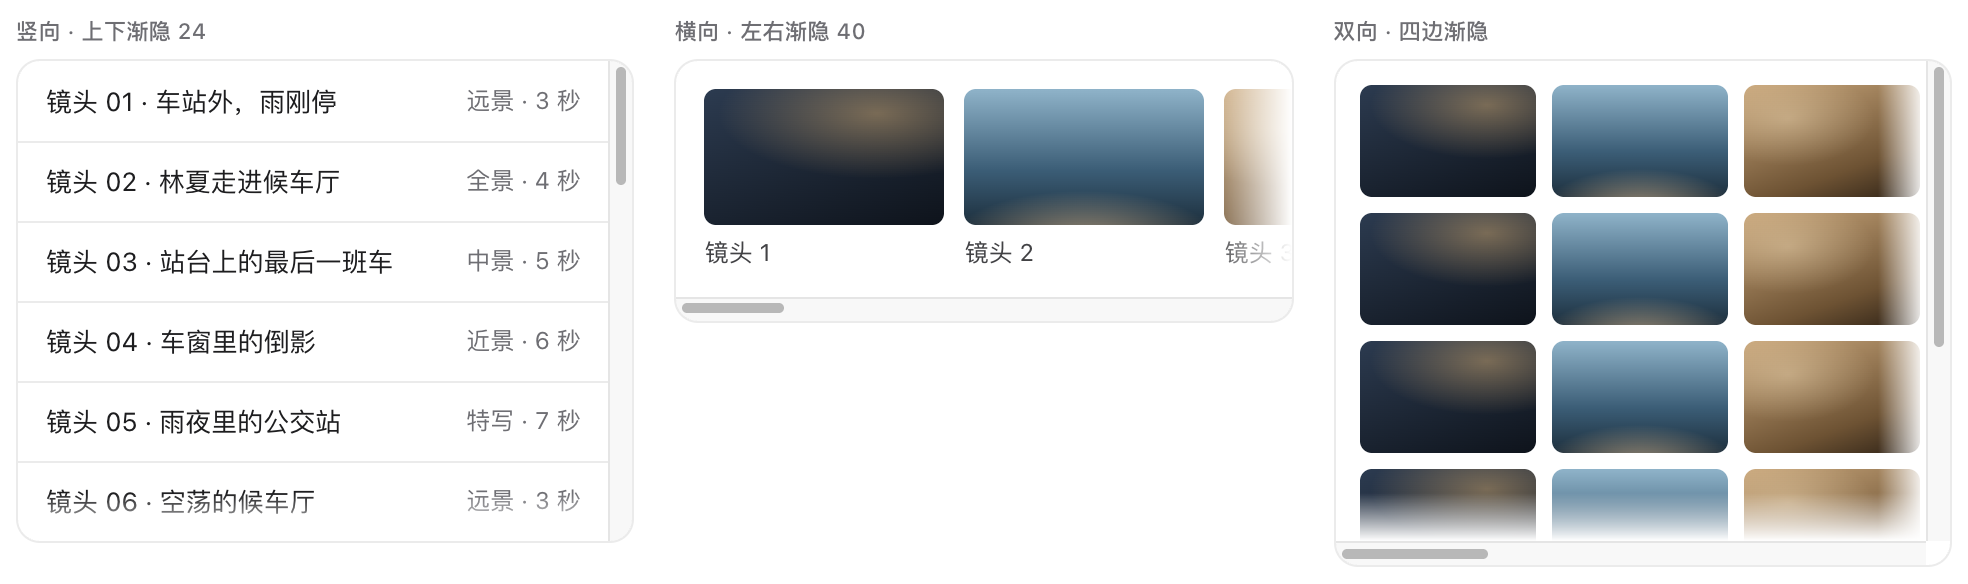 竖向 · 上下渐隐 24
镜头 01 · 车站外，雨刚停 远景 · 3 秒
镜头 02 · 林夏走进候车厅 全景 · 4 秒
镜头 03 · 站台上的最后一班车 中景 · 5 秒
镜头 04 · 车窗里的倒影 近景 · 6 秒
镜头 05 · 雨夜里的公交站 特写 · 7 秒
镜头 06 · 空荡的候车厅 远景 · 3 秒
横向 · 左右渐隐 40
镜头 1
镜头 2
镜头 3
双向 · 四边渐隐